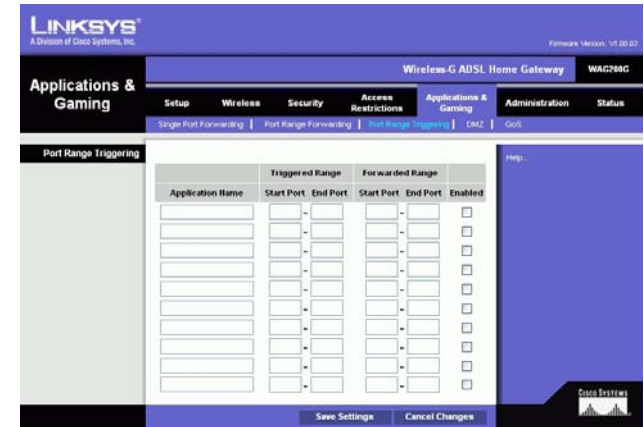 LINKSYS®
A Division of Cisco Systems, Inc.
Firmware Version: V1.00.03
Wireless-G ADSL Home Gateway WAG200G
Applications & Gaming
Setup Wireless Security Access Restrictions Applications & Gaming Administration Status
Single Port Forwarding | Port Range Forwarding | Port Range Triggering | DMZ | QoS
Port Range Triggering
Help...
Triggered Range Forwarded Range
Application Name Start Port End Port Start Port End Port Enabled
-  -
-  -
-  -
-  -
-  -
-  -
-  -
-  -
-  -
-  -
Save Settings Cancel Changes
CISCO SYSTEMS